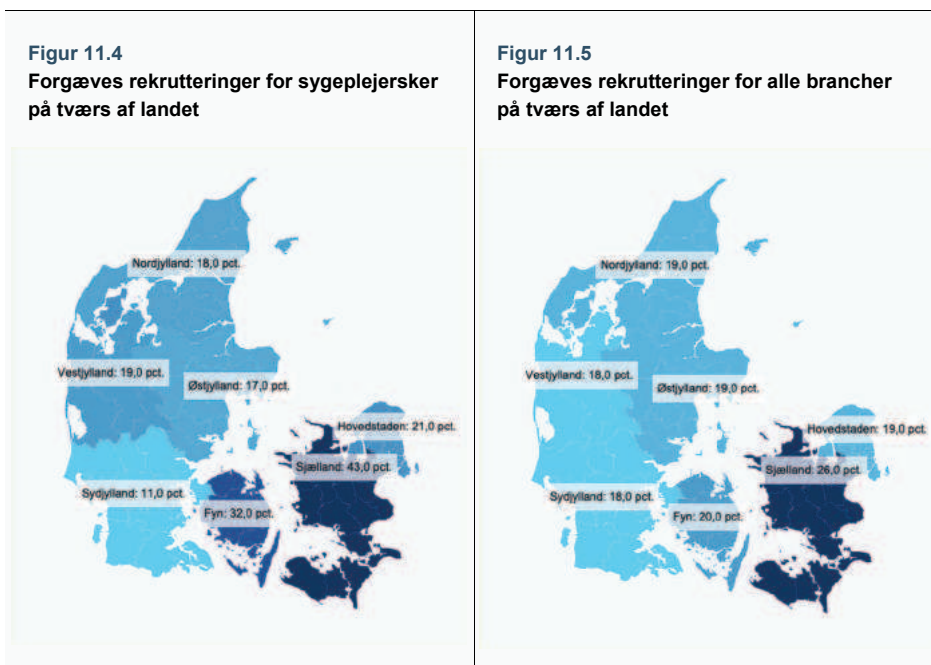 Figur 11.4
Forgæves rekrutteringer for sygeplejersker
på tværs af landet
Nordjylland: 18,0 pct.
Vestjylland: 19,0 pct.
Østjylland: 17,0 pct.
Hovedstaden: 21,0 pct.
Sjælland: 43,0 pct.
Sydjylland: 11,0 pct.
Fyn: 32,0 pct.
Figur 11.5
Forgæves rekrutteringer for alle brancher
på tværs af landet
Nordjylland: 19,0 pct.
Vestjylland: 18,0 pct.
Østjylland: 19,0 pct.
Hovedstaden: 19,0 pct.
Sjælland: 26,0 pct.
Sydjylland: 18,0 pct.
Fyn: 20,0 pct.